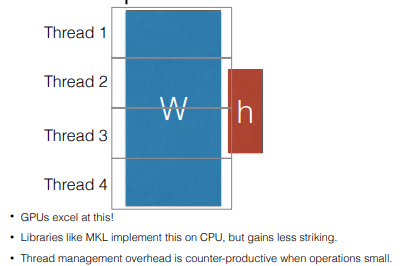 Thread 1
Thread 2
W
h
Thread 3
Thread 4
• GPUs excel at this!
• Libraries like MKL implement this on CPU, but gains less striking.
• Thread management overhead is counter-productive when operations small.